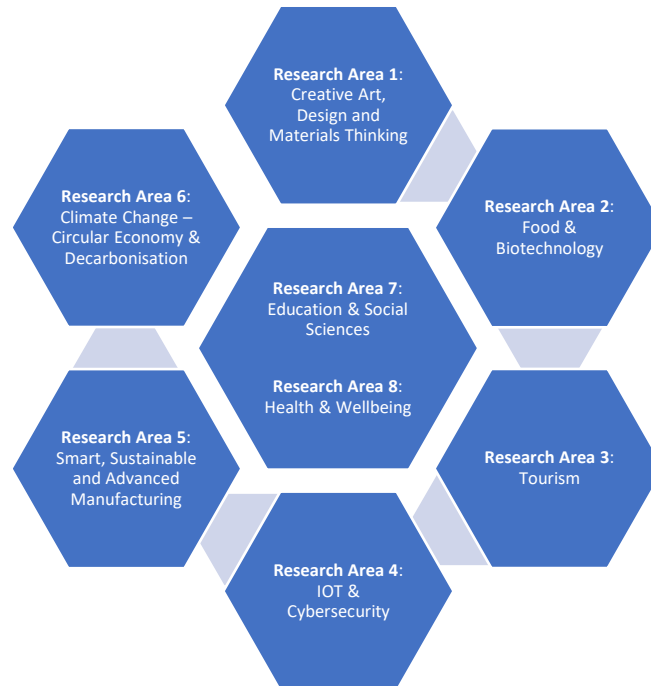 Research Area 1:
Creative Art,
Design and
Materials Thinking
Research Area 2:
Food &
Biotechnology
Research Area 3:
Tourism
Research Area 4:
IOT &
Cybersecurity
Research Area 5:
Smart, Sustainable
and Advanced
Manufacturing
Research Area 6:
Climate Change –
Circular Economy &
Decarbonisation
Research Area 7:
Education & Social
Sciences
Research Area 8:
Health & Wellbeing